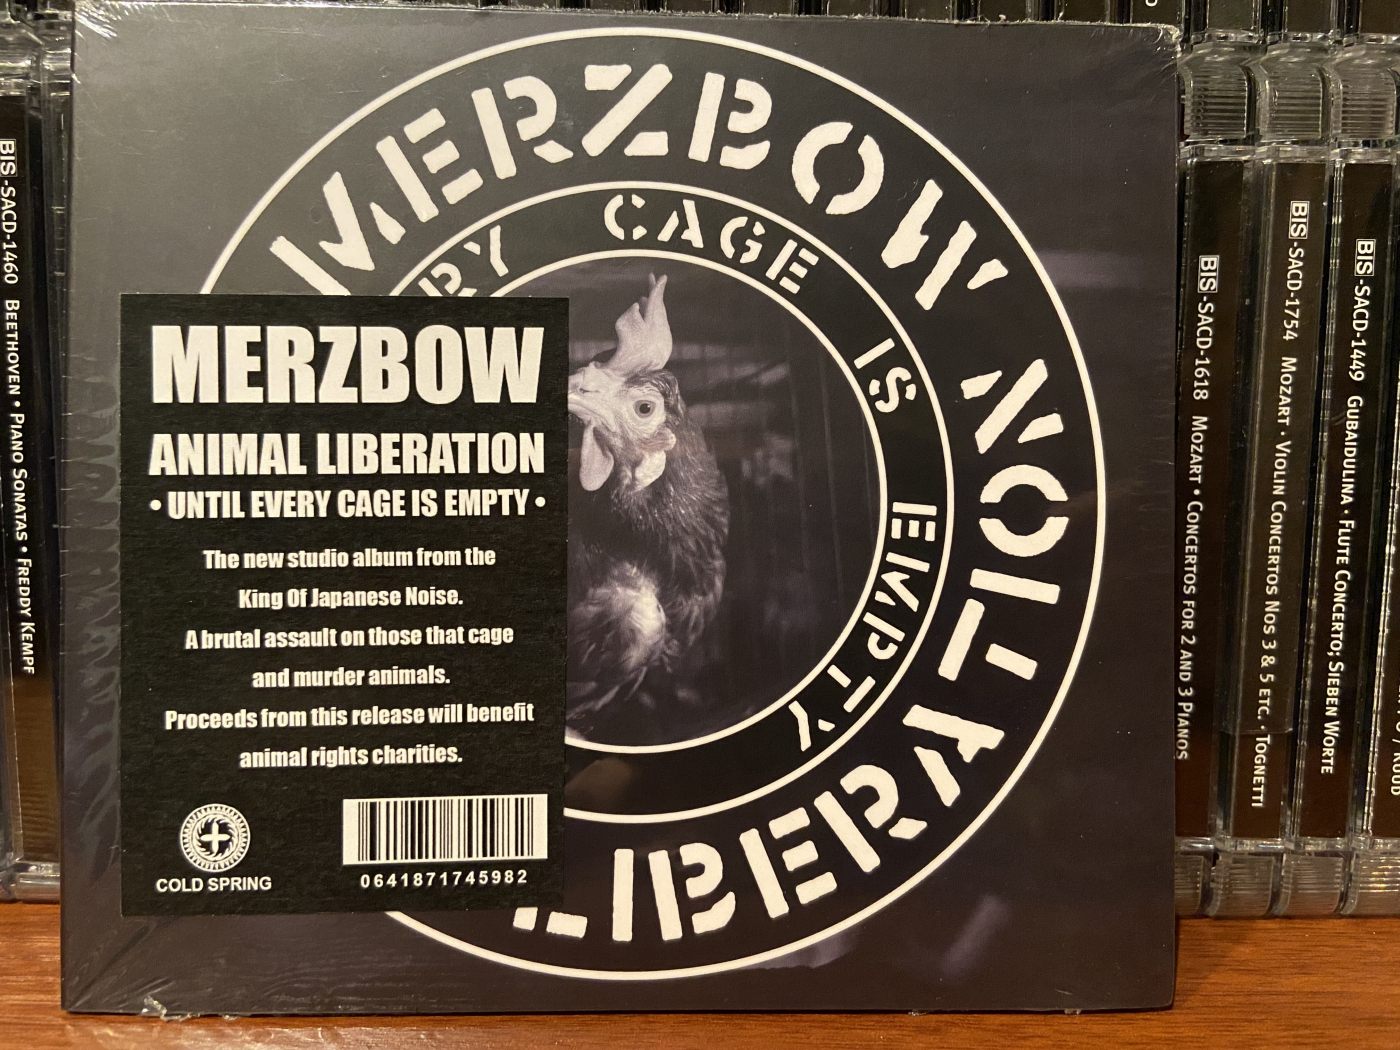 MERZBOW
LIBERATION
RY CAGE IS EMPTY
MERZBOW
ANIMAL LIBERATION
• UNTIL EVERY CAGE IS EMPTY •
The new studio album from the
King Of Japanese Noise.
A brutal assault on those that cage
and murder animals.
Proceeds from this release will benefit
animal rights charities.
COLD SPRING
0641871745982
BIS-SACD-1460 BEETHOVEN • PIANO SONATAS • FREDDY KEMPF
BIS-SACD-1618 MOZART • CONCERTOS FOR 2 AND 3 PIANOS
BIS-SACD-1754 MOZART · VIOLIN CONCERTOS NOS 3 & 5 ETC. · TOGNETTI
BIS-SACD-1449 GUBAIDULINA · FLUTE CONCERTO; SIEBEN WORTE